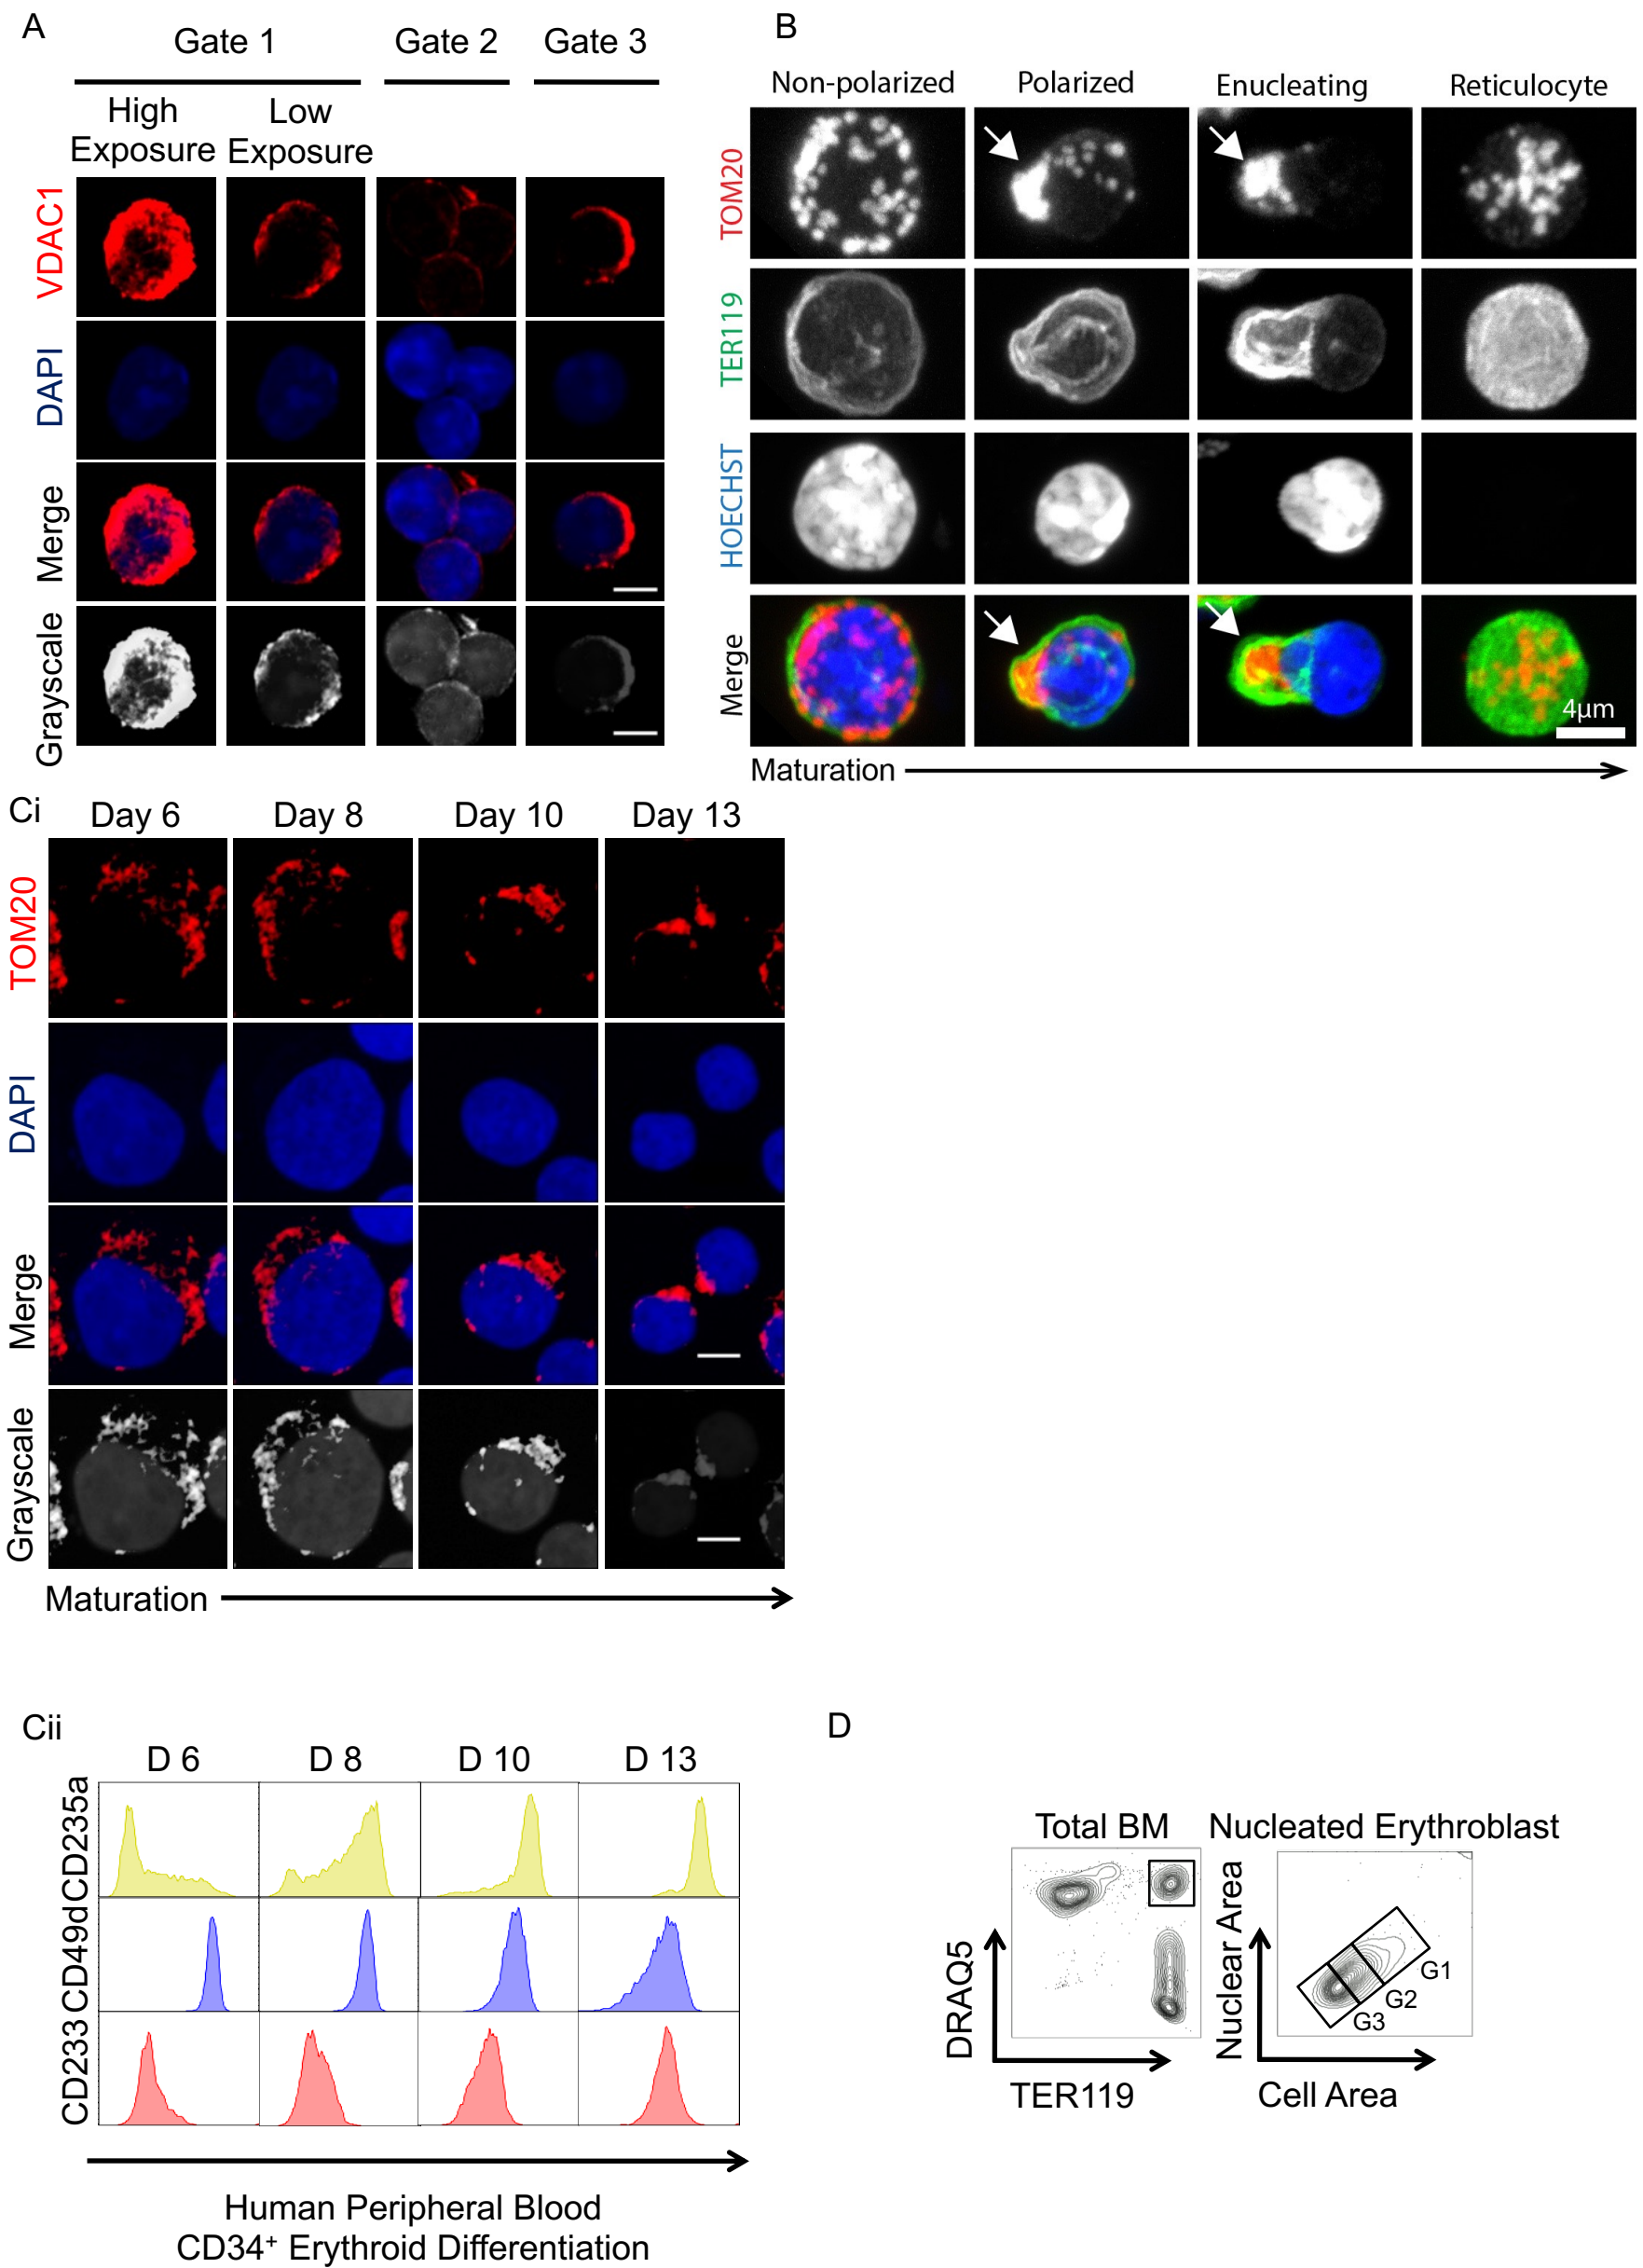 A
Gate 1
Gate 2
Gate 3
High
Exposure
Low
Exposure
VDAC1
DAPI
Merge
Grayscale
B
Non-polarized
Polarized
Enucleating
Reticulocyte
TOM20
TER119
HOECHST
Merge
4µm
Maturation
Ci
Day 6
Day 8
Day 10
Day 13
TOM20
DAPI
Merge
Grayscale
Maturation
Cii
D 6
D 8
D 10
D 13
CD235a
CD49d
CD233
Human Peripheral Blood
CD34⁺ Erythroid Differentiation
D
Total BM
Nucleated Erythroblast
DRAQ5
TER119
Nuclear Area
G1
G2
G3
Cell Area